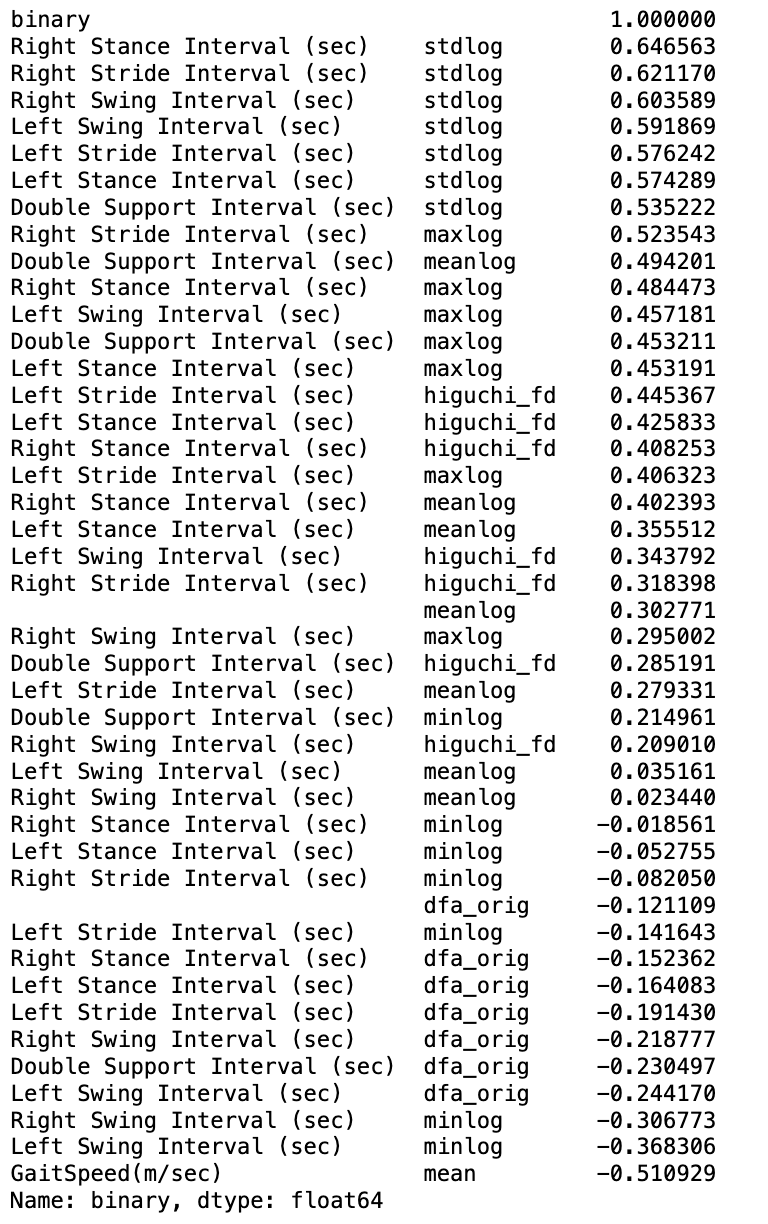 binary 1.000000
Right Stance Interval (sec) stdlog 0.646563
Right Stride Interval (sec) stdlog 0.621170
Right Swing Interval (sec) stdlog 0.603589
Left Swing Interval (sec) stdlog 0.591869
Left Stride Interval (sec) stdlog 0.576242
Left Stance Interval (sec) stdlog 0.574289
Double Support Interval (sec) stdlog 0.535222
Right Stride Interval (sec) maxlog 0.523543
Double Support Interval (sec) meanlog 0.494201
Right Stance Interval (sec) maxlog 0.484473
Left Swing Interval (sec) maxlog 0.457181
Double Support Interval (sec) maxlog 0.453211
Left Stance Interval (sec) maxlog 0.453191
Left Stride Interval (sec) higuchi_fd 0.445367
Left Stance Interval (sec) higuchi_fd 0.425833
Right Stance Interval (sec) higuchi_fd 0.408253
Left Stride Interval (sec) maxlog 0.406323
Right Stance Interval (sec) meanlog 0.402393
Left Stance Interval (sec) meanlog 0.355512
Left Swing Interval (sec) higuchi_fd 0.343792
Right Stride Interval (sec) higuchi_fd 0.318398
meanlog 0.302771
Right Swing Interval (sec) maxlog 0.295002
Double Support Interval (sec) higuchi_fd 0.285191
Left Stride Interval (sec) meanlog 0.279331
Double Support Interval (sec) minlog 0.214961
Right Swing Interval (sec) higuchi_fd 0.209010
Left Swing Interval (sec) meanlog 0.035161
Right Swing Interval (sec) meanlog 0.023440
Right Stance Interval (sec) minlog -0.018561
Left Stance Interval (sec) minlog -0.052755
Right Stride Interval (sec) minlog -0.082050
dfa_orig -0.121109
Left Stride Interval (sec) minlog -0.141643
Right Stance Interval (sec) dfa_orig -0.152362
Left Stance Interval (sec) dfa_orig -0.164083
Left Stride Interval (sec) dfa_orig -0.191430
Right Swing Interval (sec) dfa_orig -0.218777
Double Support Interval (sec) dfa_orig -0.230497
Left Swing Interval (sec) dfa_orig -0.244170
Right Swing Interval (sec) minlog -0.306773
Left Swing Interval (sec) minlog -0.368306
GaitSpeed(m/sec) mean -0.510929
Name: binary, dtype: float64